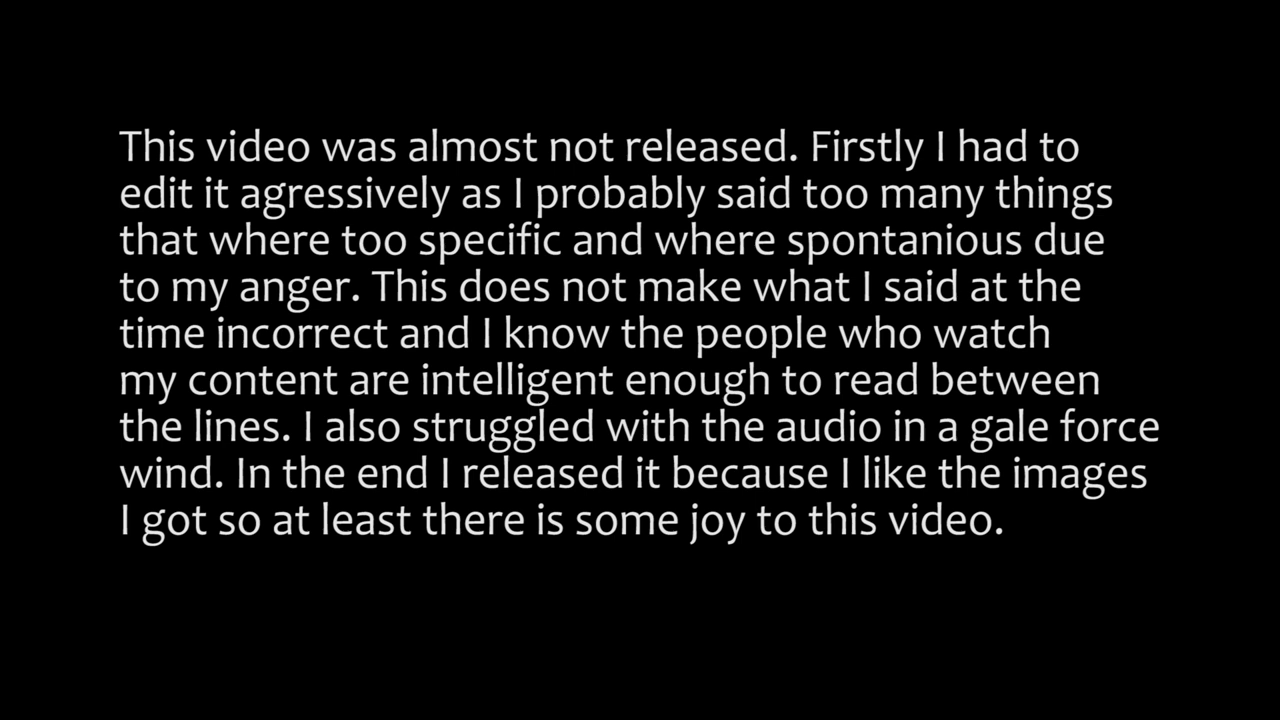 This video was almost not released. Firstly I had to
edit it agressively as I probably said too many things
that where too specific and where spontanious due
to my anger. This does not make what I said at the
time incorrect and I know the people who watch
my content are intelligent enough to read between
the lines. I also struggled with the audio in a gale force
wind. In the end I released it because I like the images
I got so at least there is some joy to this video.